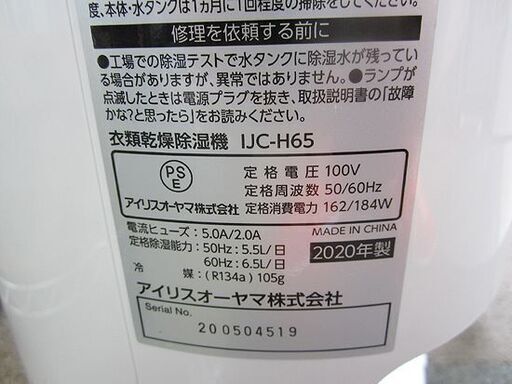 度、本体・水タンクは1ヵ月に1回程度の掃除をしてくださ
修理を依頼する前に
●工場での除湿テストで水タンクに除湿水が残ってい
る場合がありますが、異常ではありません。●ランプが
点滅したときは電源プラグを抜き、取扱説明書の「故障
かな?と思ったら」をお読みください。
衣類乾燥除湿機 IJC-H65
PSE
アイリスオーヤマ株式会社
定格電圧 100V
定格周波数 50/60Hz
定格消費電力 162/184W
電流ヒューズ:5.0A/2.0A
MADE IN CHINA
定格除湿能力:50Hz:5.5L/日
60Hz:6.5L/日
2020年製
冷媒:(R134a)105g
アイリスオーヤマ株式会社
Serial No.
200504519